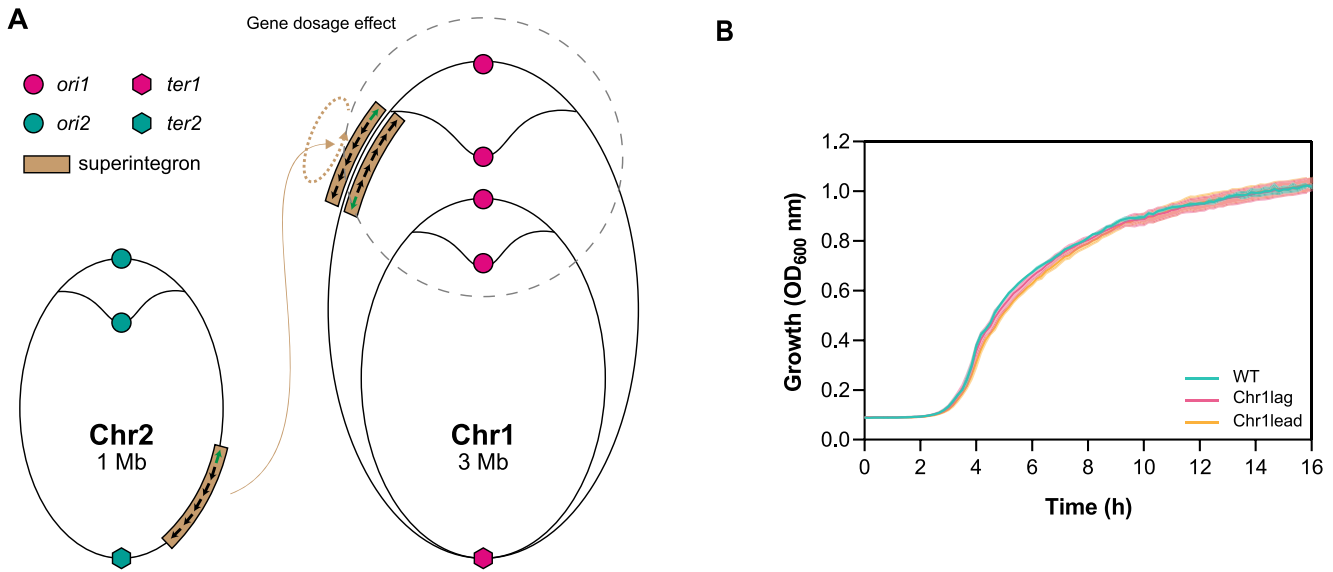 A
Gene dosage effect
ori1
ter1
ori2
ter2
superintegron
Chr2
1 Mb
Chr1
3 Mb
B
Growth (OD600 nm)
1.2
1.0
0.8
0.6
0.4
0.2
0.0
WT
Chr1lag
Chr1lead
0 2 4 6 8 10 12 14 16
Time (h)